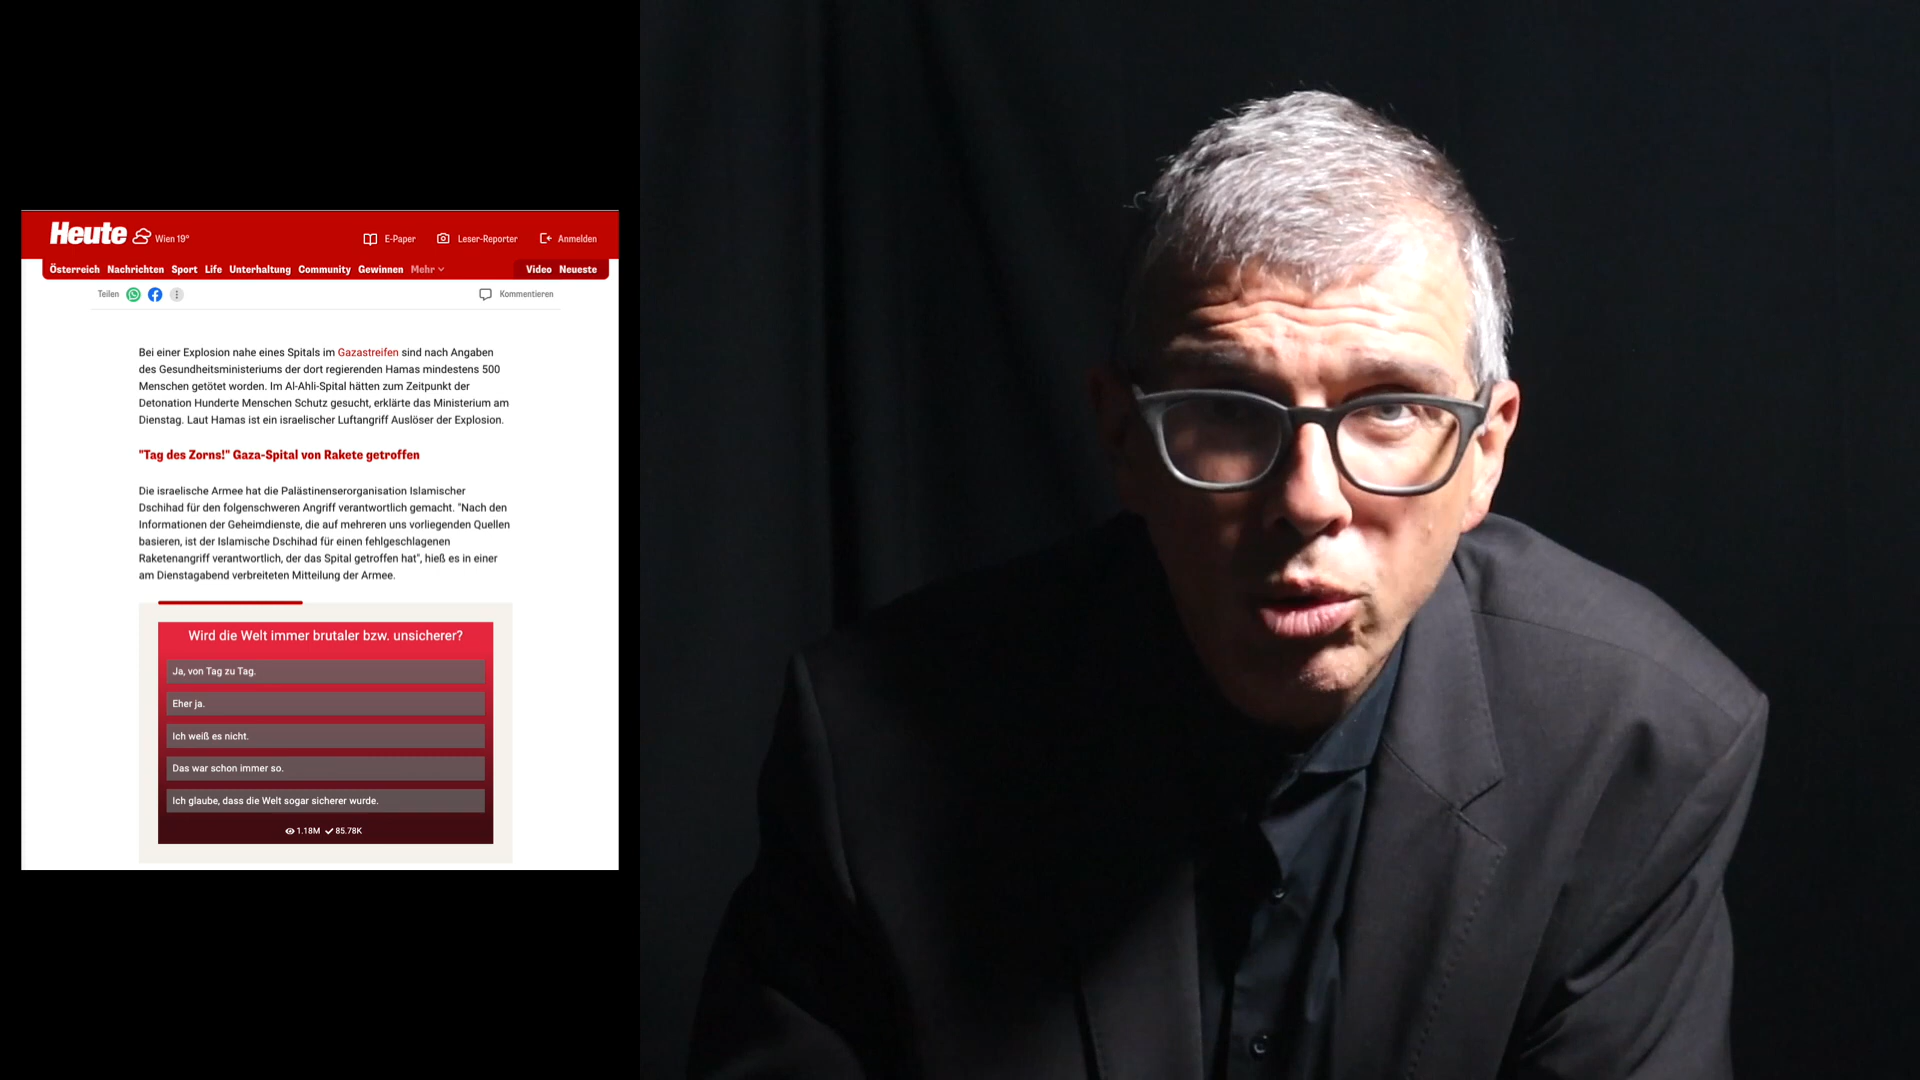 Heute Wien 19°
E-Paper Leser-Reporter Anmelden
Österreich Nachrichten Sport Life Unterhaltung Community Gewinnen Mehr Video Neueste
Teilen Kommentieren
Bei einer Explosion nahe eines Spitals im Gazastreifen sind nach Angaben
des Gesundheitsministeriums der dort regierenden Hamas mindestens 500
Menschen getötet worden. Im Al-Ahli-Spital hätten zum Zeitpunkt der
Detonation Hunderte Menschen Schutz gesucht, erklärte das Ministerium am
Dienstag. Laut Hamas ist ein israelischer Luftangriff Auslöser der Explosion.
"Tag des Zorns!" Gaza-Spital von Rakete getroffen
Die israelische Armee hat die Palästinenserorganisation Islamischer
Dschihad für den folgenschweren Angriff verantwortlich gemacht. "Nach den
Informationen der Geheimdienste, die auf mehreren uns vorliegenden Quellen
basieren, ist der Islamische Dschihad für einen fehlgeschlagenen
Raketenangriff verantwortlich, der das Spital getroffen hat", hieß es in einer
am Dienstagabend verbreiteten Mitteilung der Armee.
Wird die Welt immer brutaler bzw. unsicherer?
Ja, von Tag zu Tag.
Eher ja.
Ich weiß es nicht.
Das war schon immer so.
Ich glaube, dass die Welt sogar sicherer wurde.
1.18M 85.78K